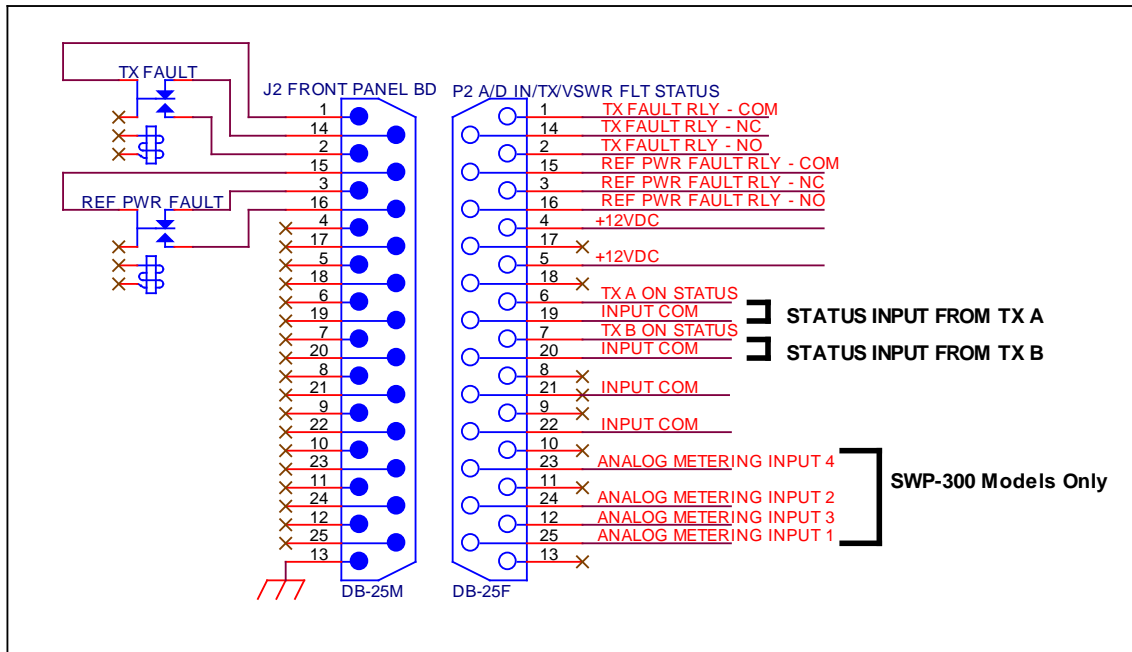 TX FAULT
REF PWR FAULT
J2 FRONT PANEL BD
1
14
2
15
3
16
4
17
5
18
6
19
7
20
8
21
9
22
10
23
11
24
12
25
13
DB-25M
P2 A/D IN/TX/VSWR FLT STATUS
1 TX FAULT RLY - COM
14 TX FAULT RLY - NC
2 TX FAULT RLY - NO
15 REF PWR FAULT RLY - COM
3 REF PWR FAULT RLY - NC
16 REF PWR FAULT RLY - NO
4 +12VDC
17
5 +12VDC
18
6 TX A ON STATUS
19 INPUT COM
STATUS INPUT FROM TX A
7 TX B ON STATUS
20 INPUT COM
STATUS INPUT FROM TX B
8
21 INPUT COM
9
22 INPUT COM
10
23 ANALOG METERING INPUT 4
11
24 ANALOG METERING INPUT 2
12 ANALOG METERING INPUT 3
25 ANALOG METERING INPUT 1
SWP-300 Models Only
13
DB-25F